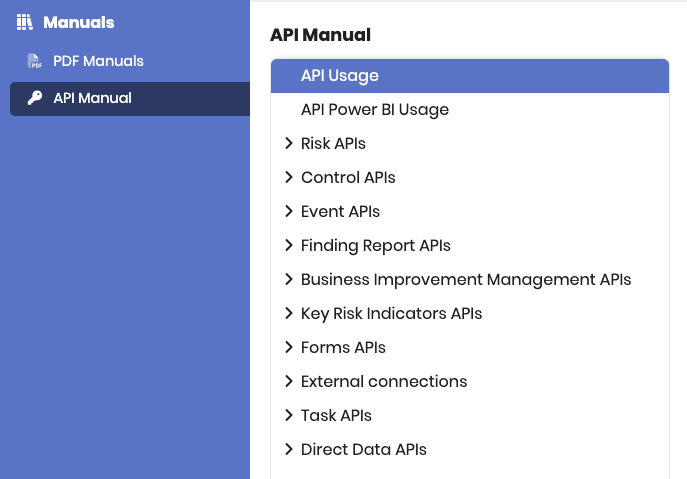 Manuals
PDF Manuals
API Manual
API Manual
API Usage
API Power BI Usage
Risk APIs
Control APIs
Event APIs
Finding Report APIs
Business Improvement Management APIs
Key Risk Indicators APIs
Forms APIs
External connections
Task APIs
Direct Data APIs